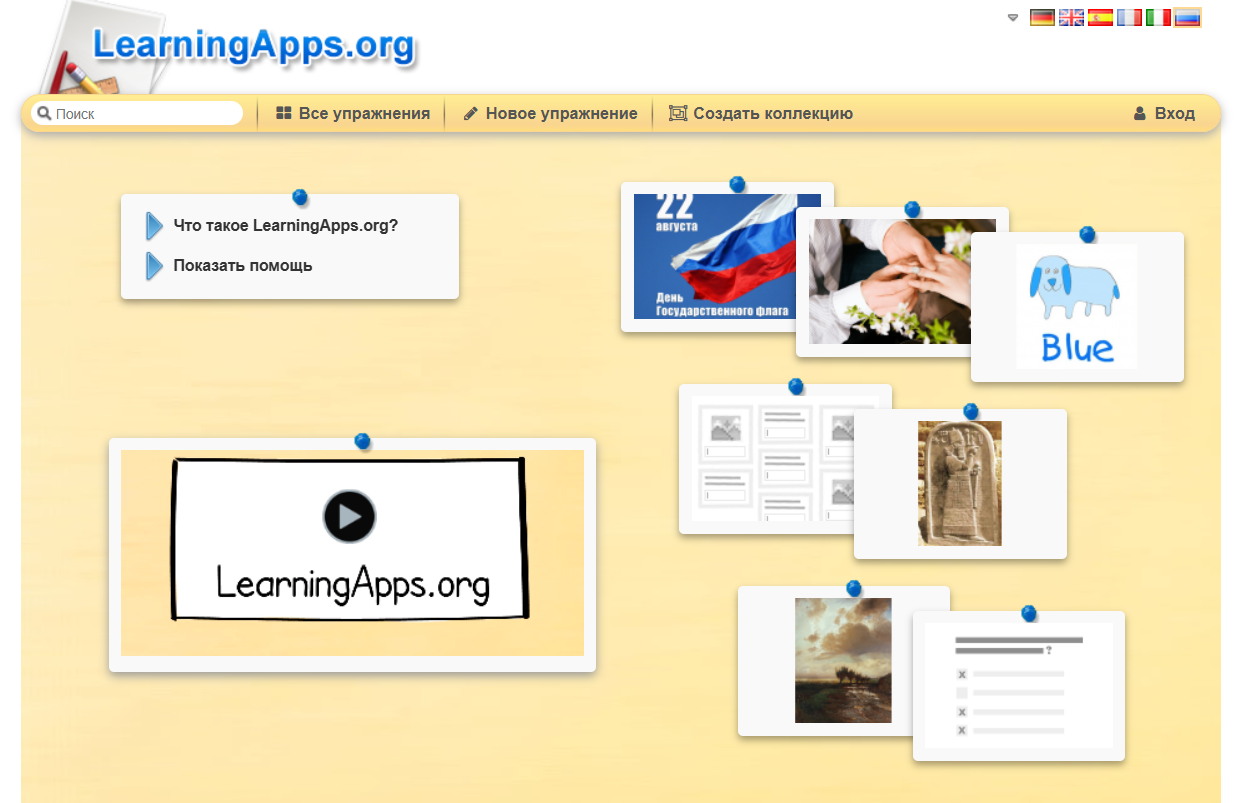 LearningApps.org
Поиск
Все упражнения
Новое упражнение
Создать коллекцию
Вход
Что такое LearningApps.org?
Показать помощь
22
августа
День
Государственного флага
Blue
LearningApps.org
?
x
x
x